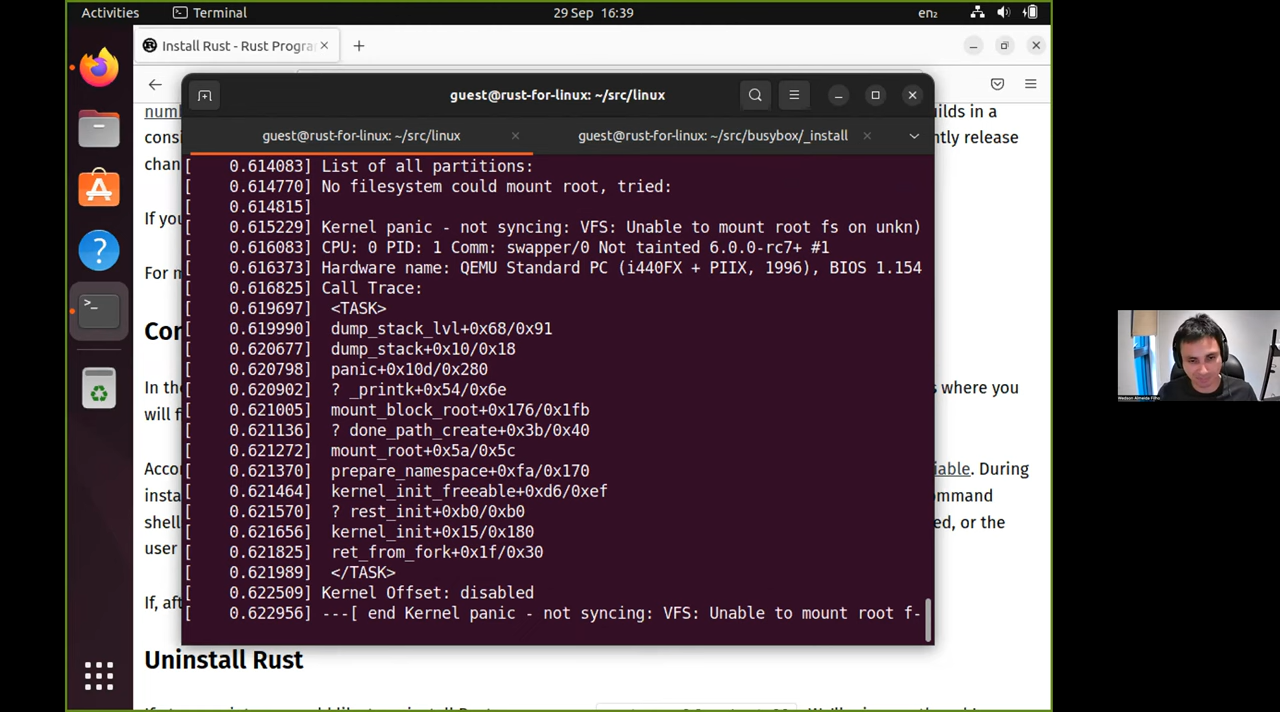 Activities
Terminal
29 Sep 16:39
en₂
Install Rust - Rust Progra
guest@rust-for-linux: ~/src/linux
guest@rust-for-linux: ~/src/linux
guest@rust-for-linux: ~/src/busybox/_install
[    0.614083] List of all partitions:
[    0.614770] No filesystem could mount root, tried:
[    0.614815]
[    0.615229] Kernel panic - not syncing: VFS: Unable to mount root fs on unkn)
[    0.616083] CPU: 0 PID: 1 Comm: swapper/0 Not tainted 6.0.0-rc7+ #1
[    0.616373] Hardware name: QEMU Standard PC (i440FX + PIIX, 1996), BIOS 1.154
[    0.616825] Call Trace:
[    0.619697]  <TASK>
[    0.619990]  dump_stack_lvl+0x68/0x91
[    0.620677]  dump_stack+0x10/0x18
[    0.620798]  panic+0x10d/0x280
[    0.620902]  ? _printk+0x54/0x6e
[    0.621005]  mount_block_root+0x176/0x1fb
[    0.621136]  ? done_path_create+0x3b/0x40
[    0.621272]  mount_root+0x5a/0x5c
[    0.621370]  prepare_namespace+0xfa/0x170
[    0.621464]  kernel_init_freeable+0xd6/0xef
[    0.621570]  ? rest_init+0xb0/0xb0
[    0.621656]  kernel_init+0x15/0x180
[    0.621825]  ret_from_fork+0x1f/0x30
[    0.621989]  </TASK>
[    0.622509] Kernel Offset: disabled
[    0.622956] ---[ end Kernel panic - not syncing: VFS: Unable to mount root f-
num
ilds in a
consi
ntly release
chan
If you
For m
Con
In the
s where you
will f
Accor
iable. During
insta
ommand
shell
ed, or the
user
If, aft
Uninstall Rust
Wedson Almeida Filho